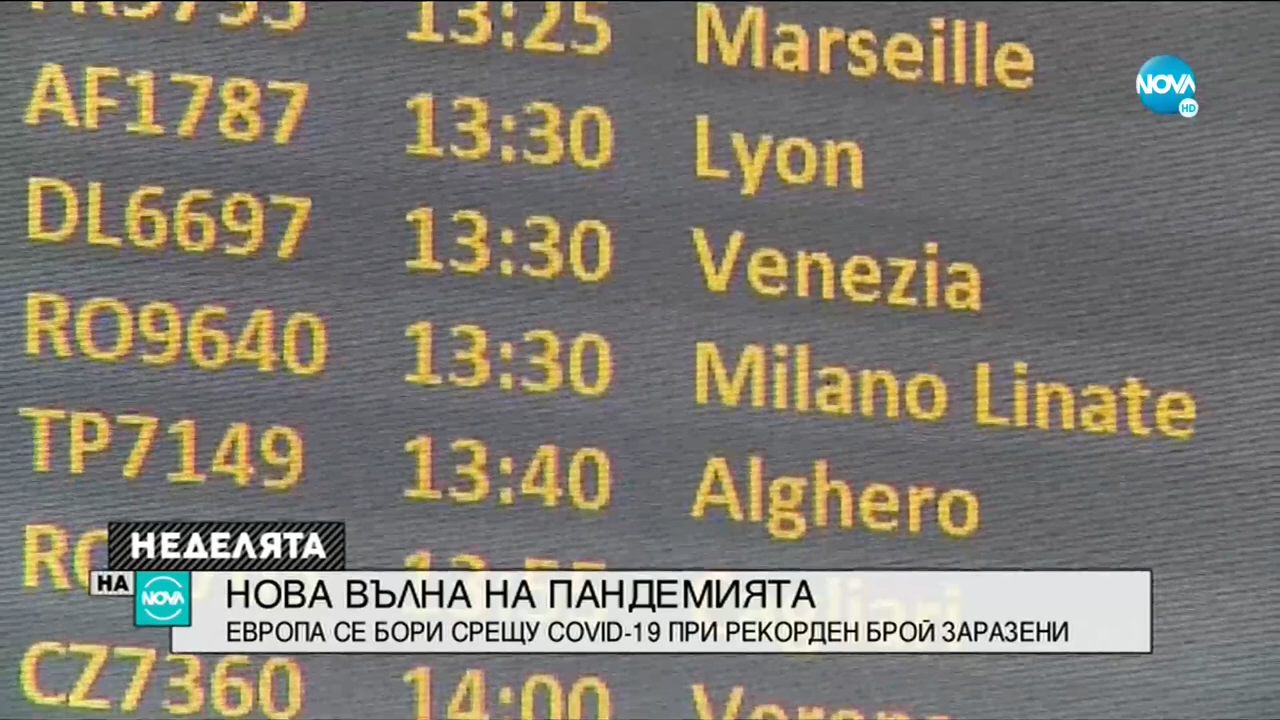 13:25 Marseille
AF1787 13:30 Lyon
DL6697 13:30 Venezia
RO9640 13:30 Milano Linate
TP7149 13:40 Alghero
CZ7360 14:00
NOVA
HD
НЕДЕЛЯТА
НА NOVA
НОВА ВЪЛНА НА ПАНДЕМИЯТА
ЕВРОПА СЕ БОРИ СРЕЩУ COVID-19 ПРИ РЕКОРДЕН БРОЙ ЗАРАЗЕНИ